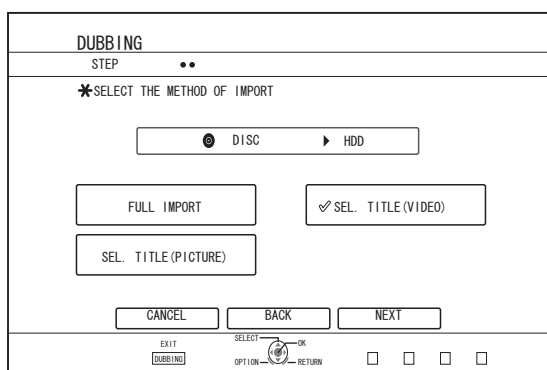 DUBBING
STEP
SELECT THE METHOD OF IMPORT
DISC HDD
FULL IMPORT SEL. TITLE(VIDEO)
SEL. TITLE(PICTURE)
CANCEL BACK NEXT
EXIT SELECT OK
DUBBING OPTION RETURN